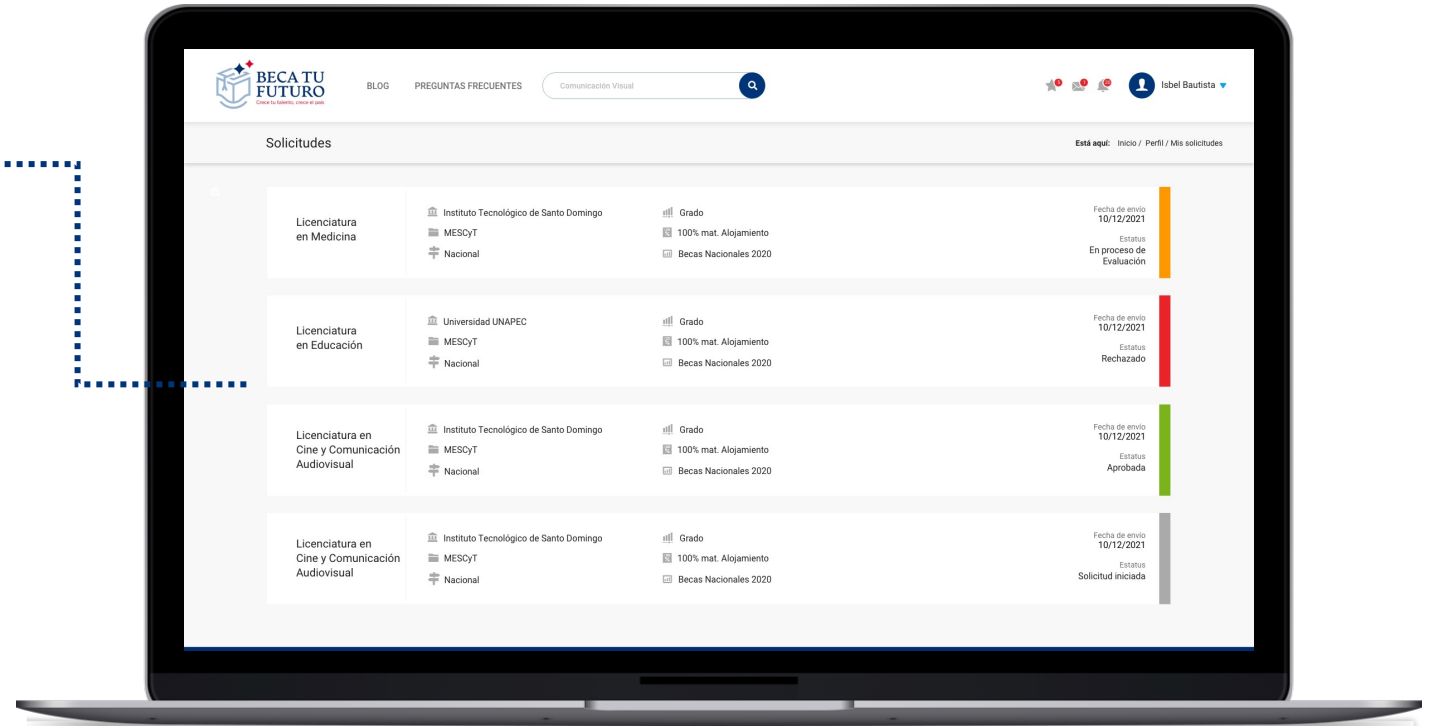 BECA TU
FUTURO
Crece tu talento, crece el país
BLOG
PREGUNTAS FRECUENTES
Comunicación Visual
Isbel Bautista
Solicitudes
Está aquí: Inicio / Perfil / Mis solicitudes
Licenciatura
en Medicina
Instituto Tecnológico de Santo Domingo
MESCyT
Nacional
Grado
100% mat. Alojamiento
Becas Nacionales 2020
Fecha de envío
10/12/2021
Estatus
En proceso de
Evaluación
Licenciatura
en Educación
Universidad UNAPEC
MESCyT
Nacional
Grado
100% mat. Alojamiento
Becas Nacionales 2020
Fecha de envío
10/12/2021
Estatus
Rechazado
Licenciatura en
Cine y Comunicación
Audiovisual
Instituto Tecnológico de Santo Domingo
MESCyT
Nacional
Grado
100% mat. Alojamiento
Becas Nacionales 2020
Fecha de envío
10/12/2021
Estatus
Aprobada
Licenciatura en
Cine y Comunicación
Audiovisual
Instituto Tecnológico de Santo Domingo
MESCyT
Nacional
Grado
100% mat. Alojamiento
Becas Nacionales 2020
Fecha de envío
10/12/2021
Estatus
Solicitud iniciada